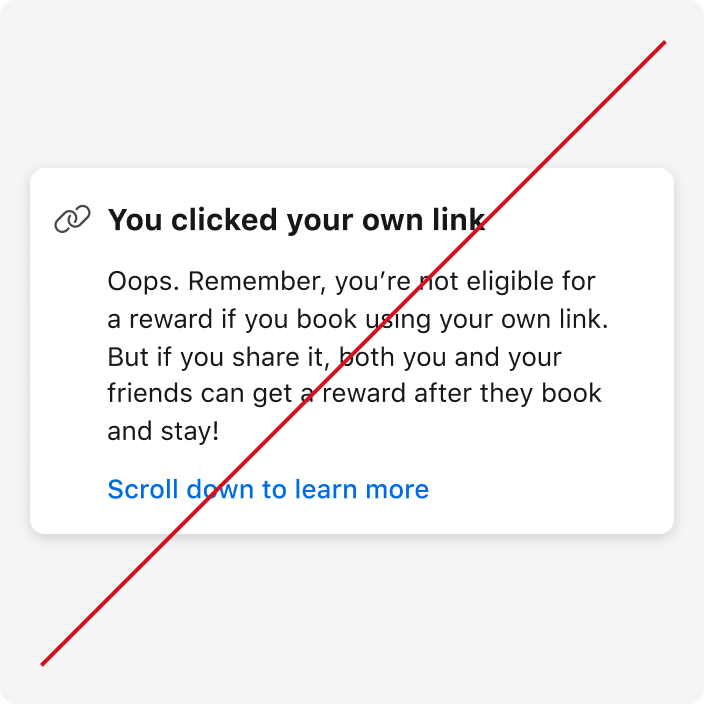 You clicked your own link
Oops. Remember, you’re not eligible for
a reward if you book using your own link.
But if you share it, both you and your
friends can get a reward after they book
and stay!
Scroll down to learn more